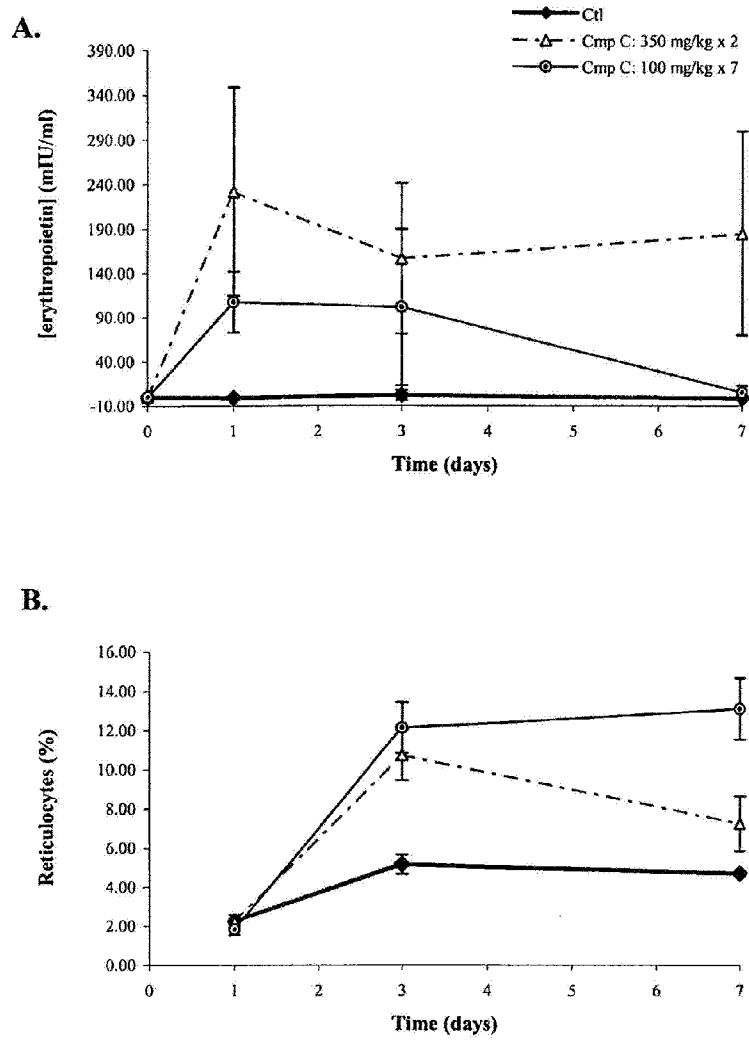 A.
Ctl
Cmp C: 350 mg/kg x 2
Cmp C: 100 mg/kg x 7
390.00
340.00
290.00
240.00
190.00
140.00
90.00
40.00
-10.00
[erythropoietin] (mIU/ml)
0 1 2 3 4 5 6 7
Time (days)
B.
16.00
14.00
12.00
10.00
8.00
6.00
4.00
2.00
0.00
Reticulocytes (%)
0 1 2 3 4 5 6 7
Time (days)